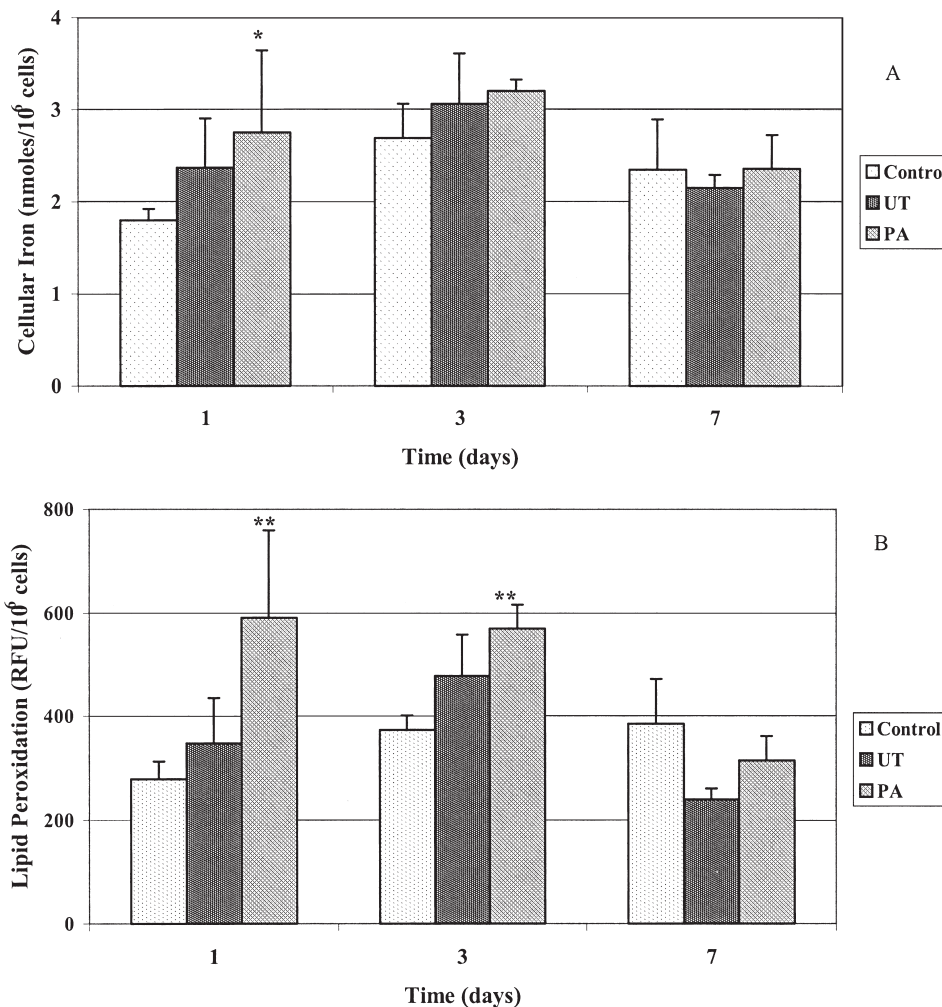 4
3
2
1
0
Cellular Iron (nmoles/10⁶ cells)
*
A
Control
UT
PA
1 3 7
Time (days)
800
600
400
200
0
Lipid Peroxidation (RFU/10⁶ cells)
**
**
B
Control
UT
PA
1 3 7
Time (days)